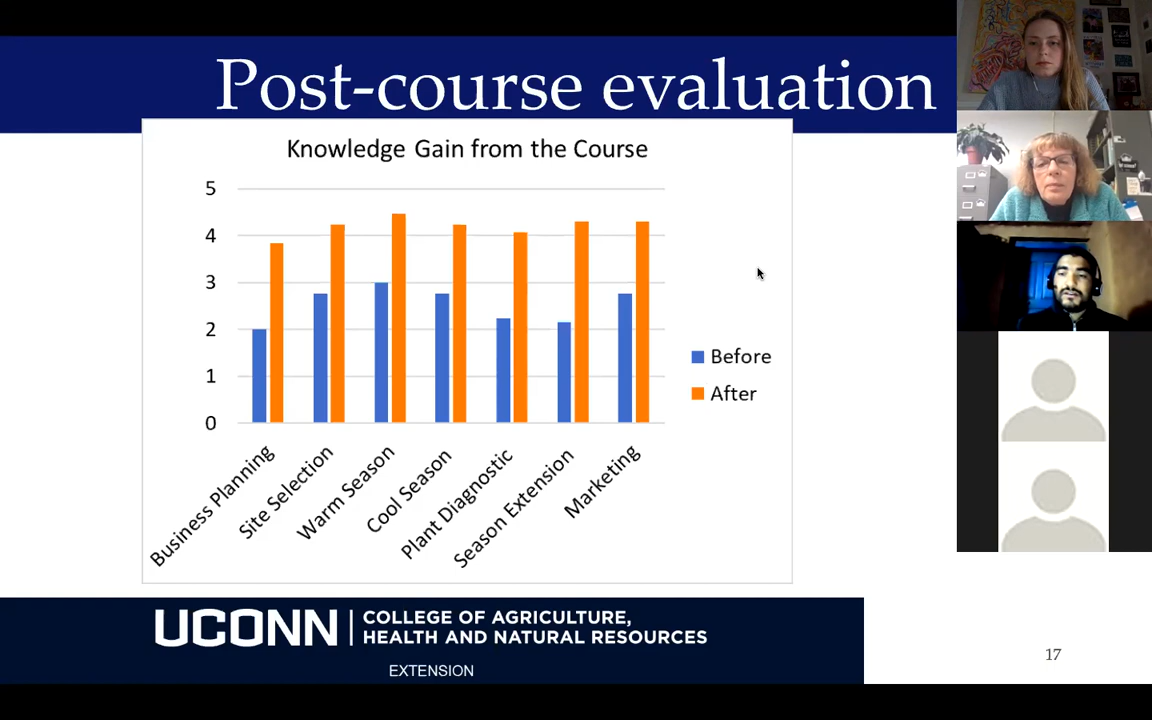 Post-course evaluation
Knowledge Gain from the Course
5
4
3
2
1
0
Before
After
Business Planning
Site Selection
Warm Season
Cool Season
Plant Diagnostic
Season Extension
Marketing
UCONN
COLLEGE OF AGRICULTURE,
HEALTH AND NATURAL RESOURCES
EXTENSION
17